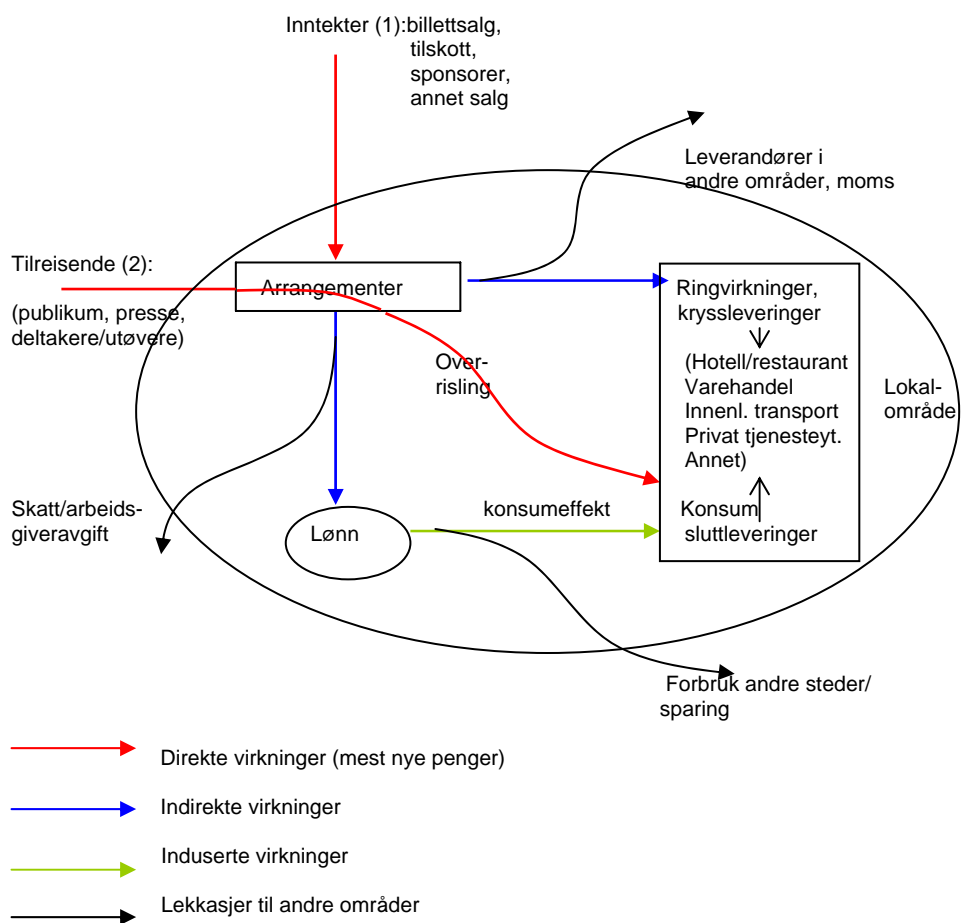 Inntekter (1):billettsalg,
tilskott,
sponsorer,
annet salg
Leverandører i
andre områder, moms
Tilreisende (2):
(publikum, presse,
deltakere/utøvere)
Arrangementer
Ringvirkninger,
kryssleveringer
(Hotell/restaurant
Varehandel
Innenl. transport
Privat tjenesteyt.
Annet)
Lokal-
område
Over-
risling
Skatt/arbeids-
giveravgift
Lønn
konsumeffekt
Konsum
sluttleveringer
Forbruk andre steder/
sparing
Direkte virkninger (mest nye penger)
Indirekte virkninger
Induserte virkninger
Lekkasjer til andre områder